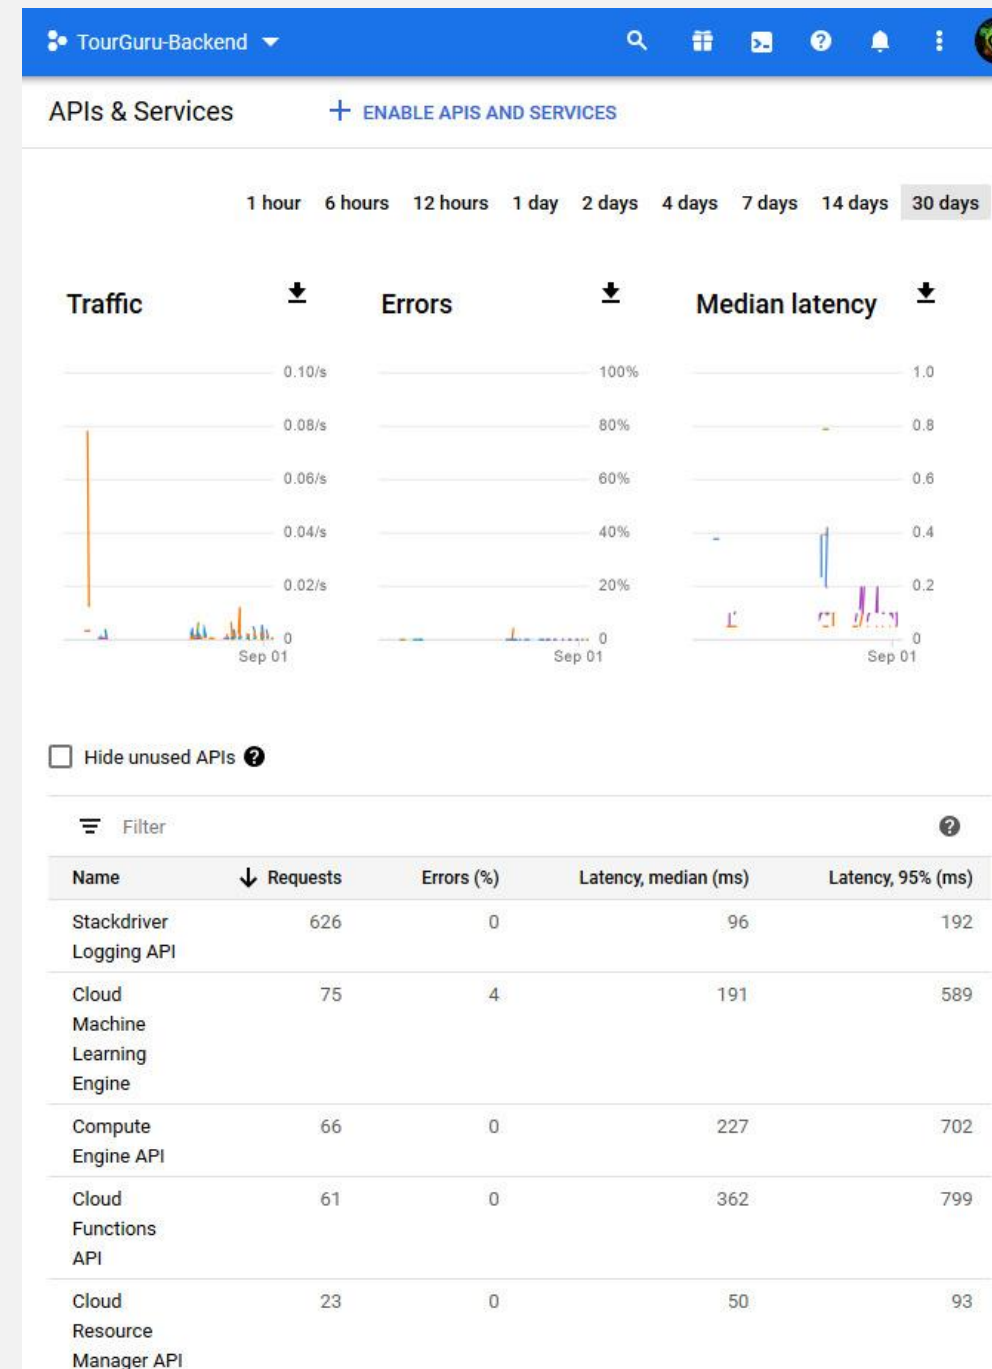 TourGuru-Backend
APIs & Services
ENABLE APIS AND SERVICES
1 hour 6 hours 12 hours 1 day 2 days 4 days 7 days 14 days 30 days
Traffic
0.10/s
0.08/s
0.06/s
0.04/s
0.02/s
0
Sep 01
Errors
100%
80%
60%
40%
20%
0
Sep 01
Median latency
1.0
0.8
0.6
0.4
0.2
0
Sep 01
Hide unused APIs
Filter
Name Requests Errors (%) Latency, median (ms) Latency, 95% (ms)
Stackdriver 626 0 96 192
Logging API
Cloud 75 4 191 589
Machine
Learning
Engine
Compute 66 0 227 702
Engine API
Cloud 61 0 362 799
Functions
API
Cloud 23 0 50 93
Resource
Manager API